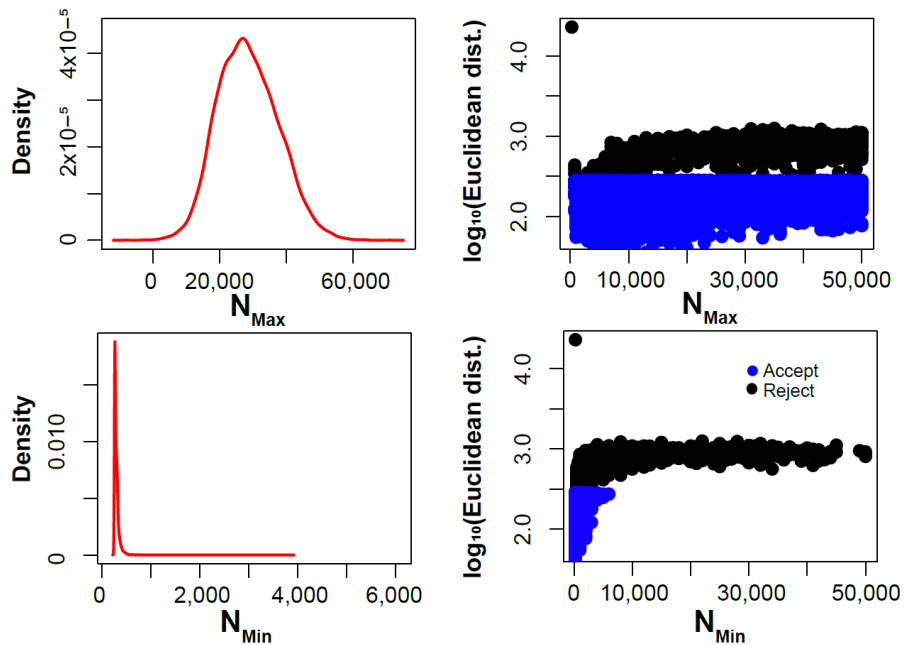 Density
4x10⁻⁵
2x10⁻⁵
0
0 20,000 60,000
N_Max
log₁₀(Euclidean dist.)
4.0
3.0
2.0
0 10,000 30,000 50,000
N_Max
Density
0.010
0
0 2,000 4,000 6,000
N_Min
log₁₀(Euclidean dist.)
4.0
3.0
2.0
Accept
Reject
0 10,000 30,000 50,000
N_Min